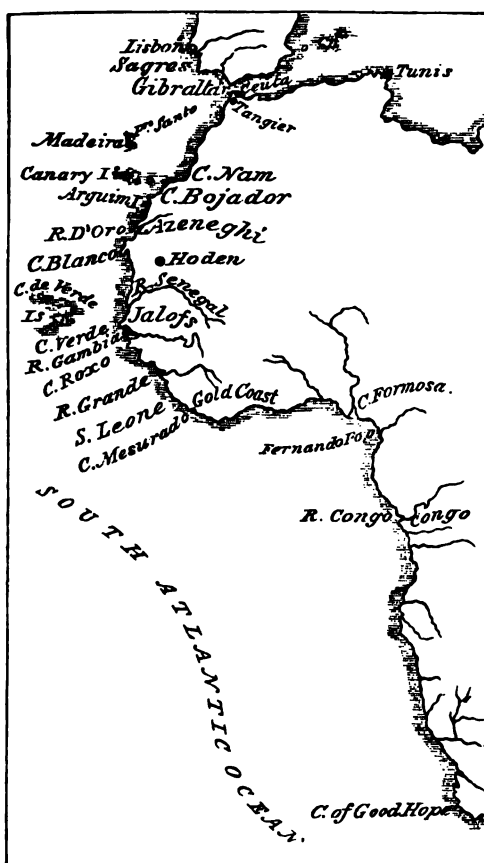 Lisbon
Sagres
Gibraltar
Ceuta
Tunis
Tangier
Pto. Santo
Madeira
Canary Is
C. Nam
C. Bojador
Arguim I.
R. D'Oro
Azeneghi
C. Blanco
Hoden
C. de Verde
Is
R. Senegal
Jalofs
C. Verde
R. Gambia
C. Roxo
R. Grande
S. Leone
C. Mesurado
Gold Coast
C. Formosa.
Fernando Po
R. Congo
Congo
SOUTH ATLANTIC OCEAN.
C. of Good Hope